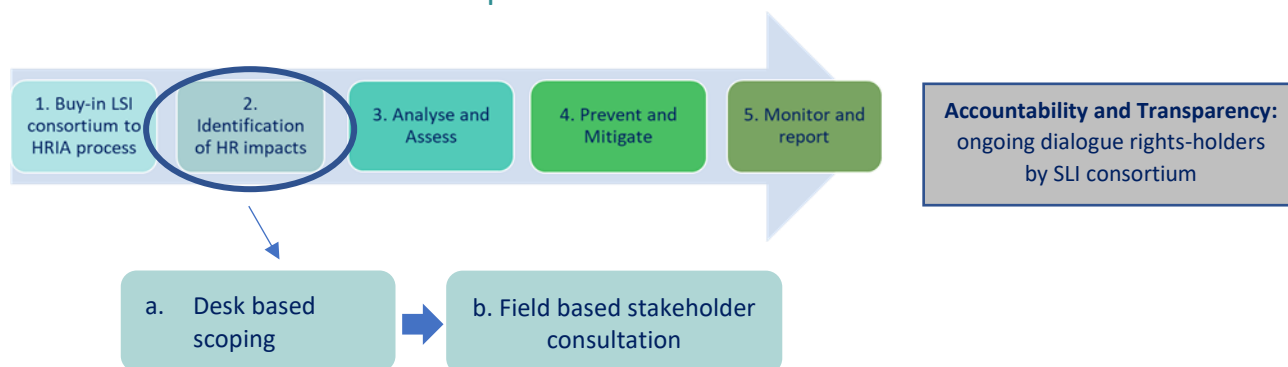 1. Buy-in LSI
consortium to
HRIA process
2.
Identification
of HR impacts
3. Analyse and
Assess
4. Prevent and
Mitigate
5. Monitor and
report
Accountability and Transparency:
ongoing dialogue rights-holders
by SLI consortium
a. Desk based
scoping
b. Field based stakeholder
consultation